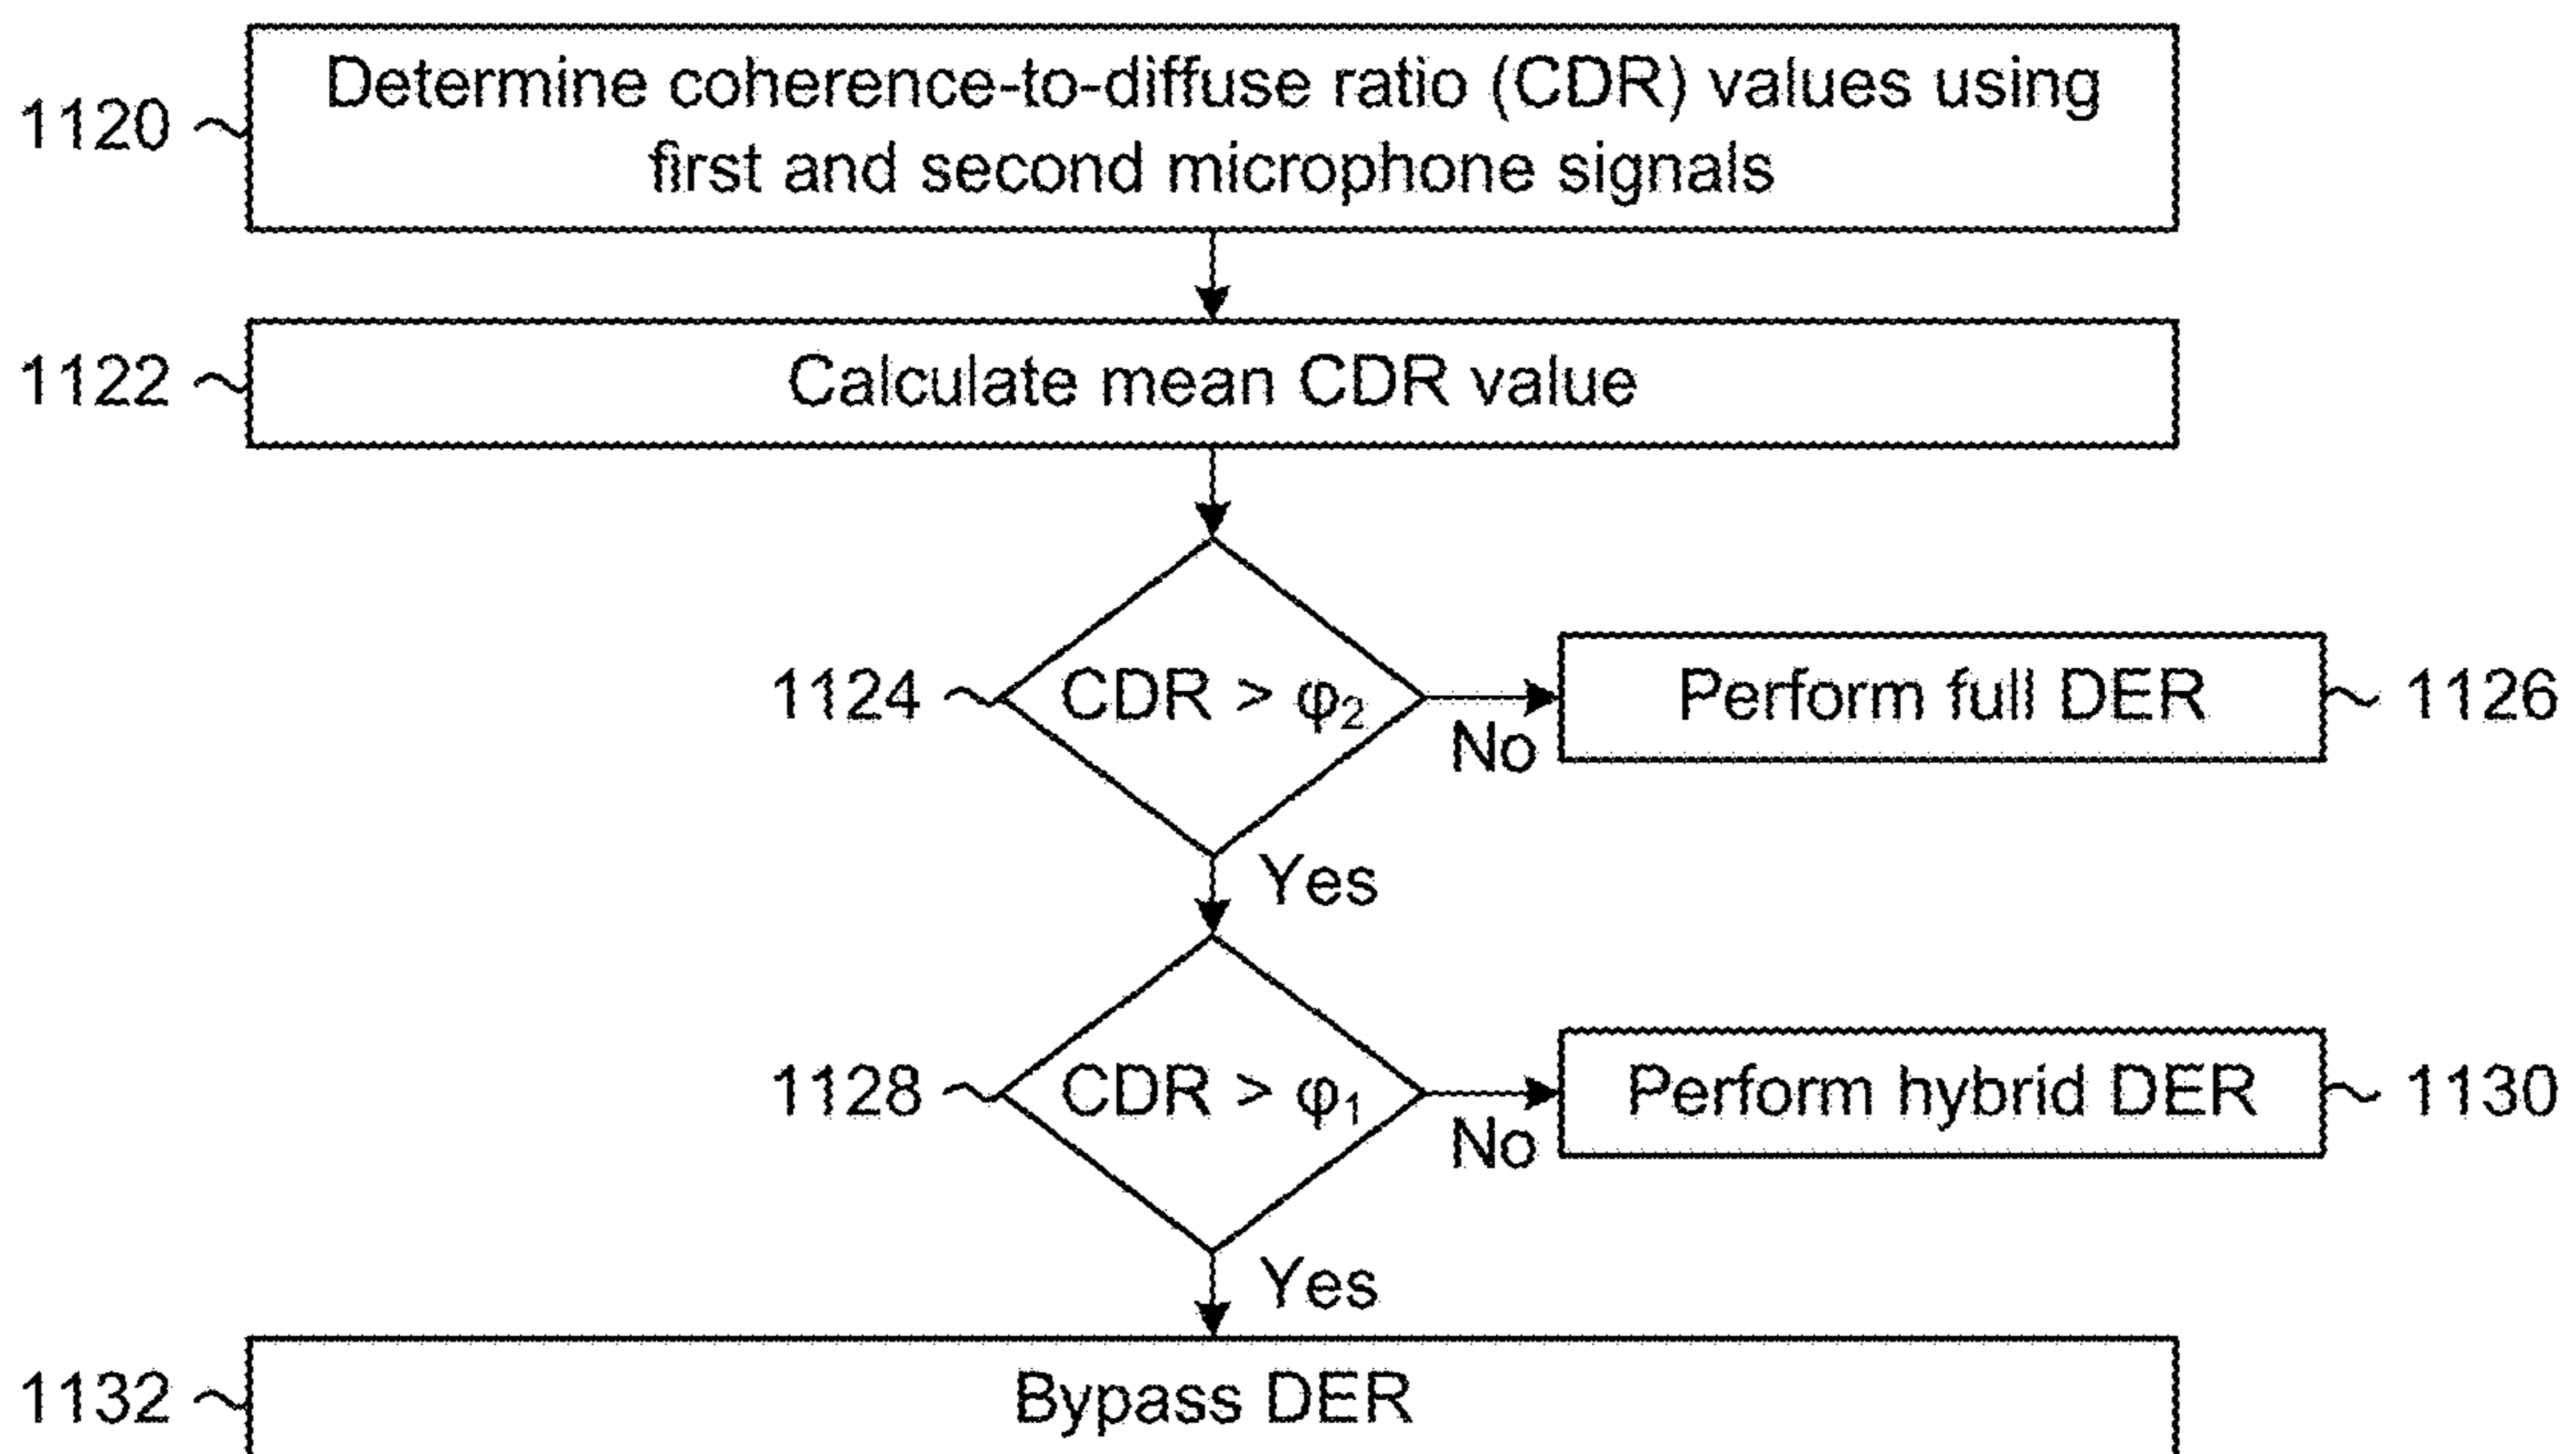 1120
Determine coherence-to-diffuse ratio (CDR) values using
first and second microphone signals
1122
Calculate mean CDR value
1124
CDR > φ₂
No
Perform full DER
1126
Yes
1128
CDR > φ₁
No
Perform hybrid DER
1130
Yes
1132
Bypass DER